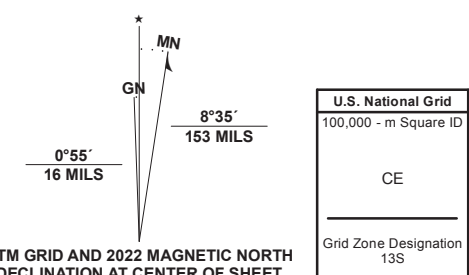 ★
MN
GN
8°35´
153 MILS
0°55´
16 MILS
TM GRID AND 2022 MAGNETIC NORTH
DECLINATION AT CENTER OF SHEET
U.S. National Grid
100,000 - m Square ID
CE
Grid Zone Designation
13S